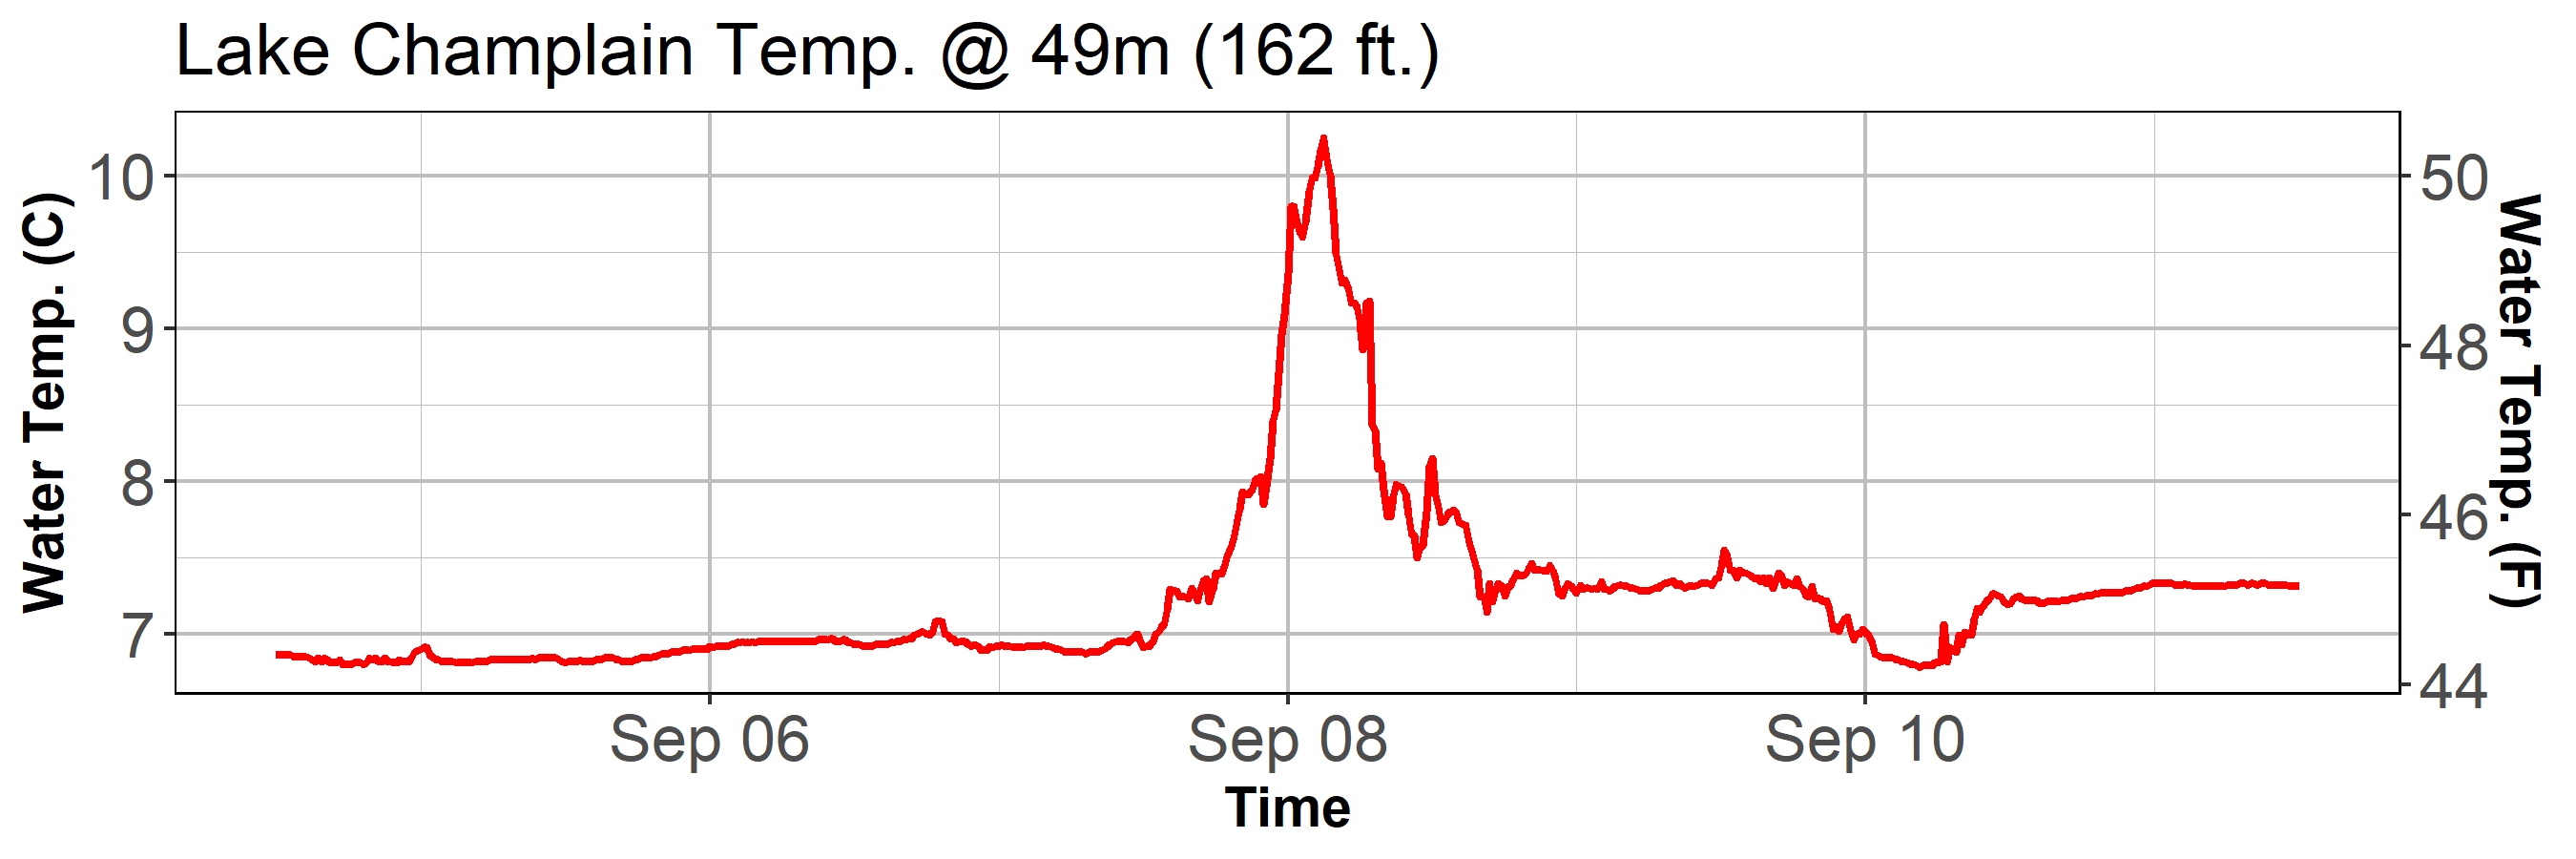 Lake Champlain Temp. @ 49m (162 ft.)
Water Temp. (C)
10
9
8
7
50
48
46
44
Water Temp. (F)
Sep 06 Sep 08 Sep 10
Time